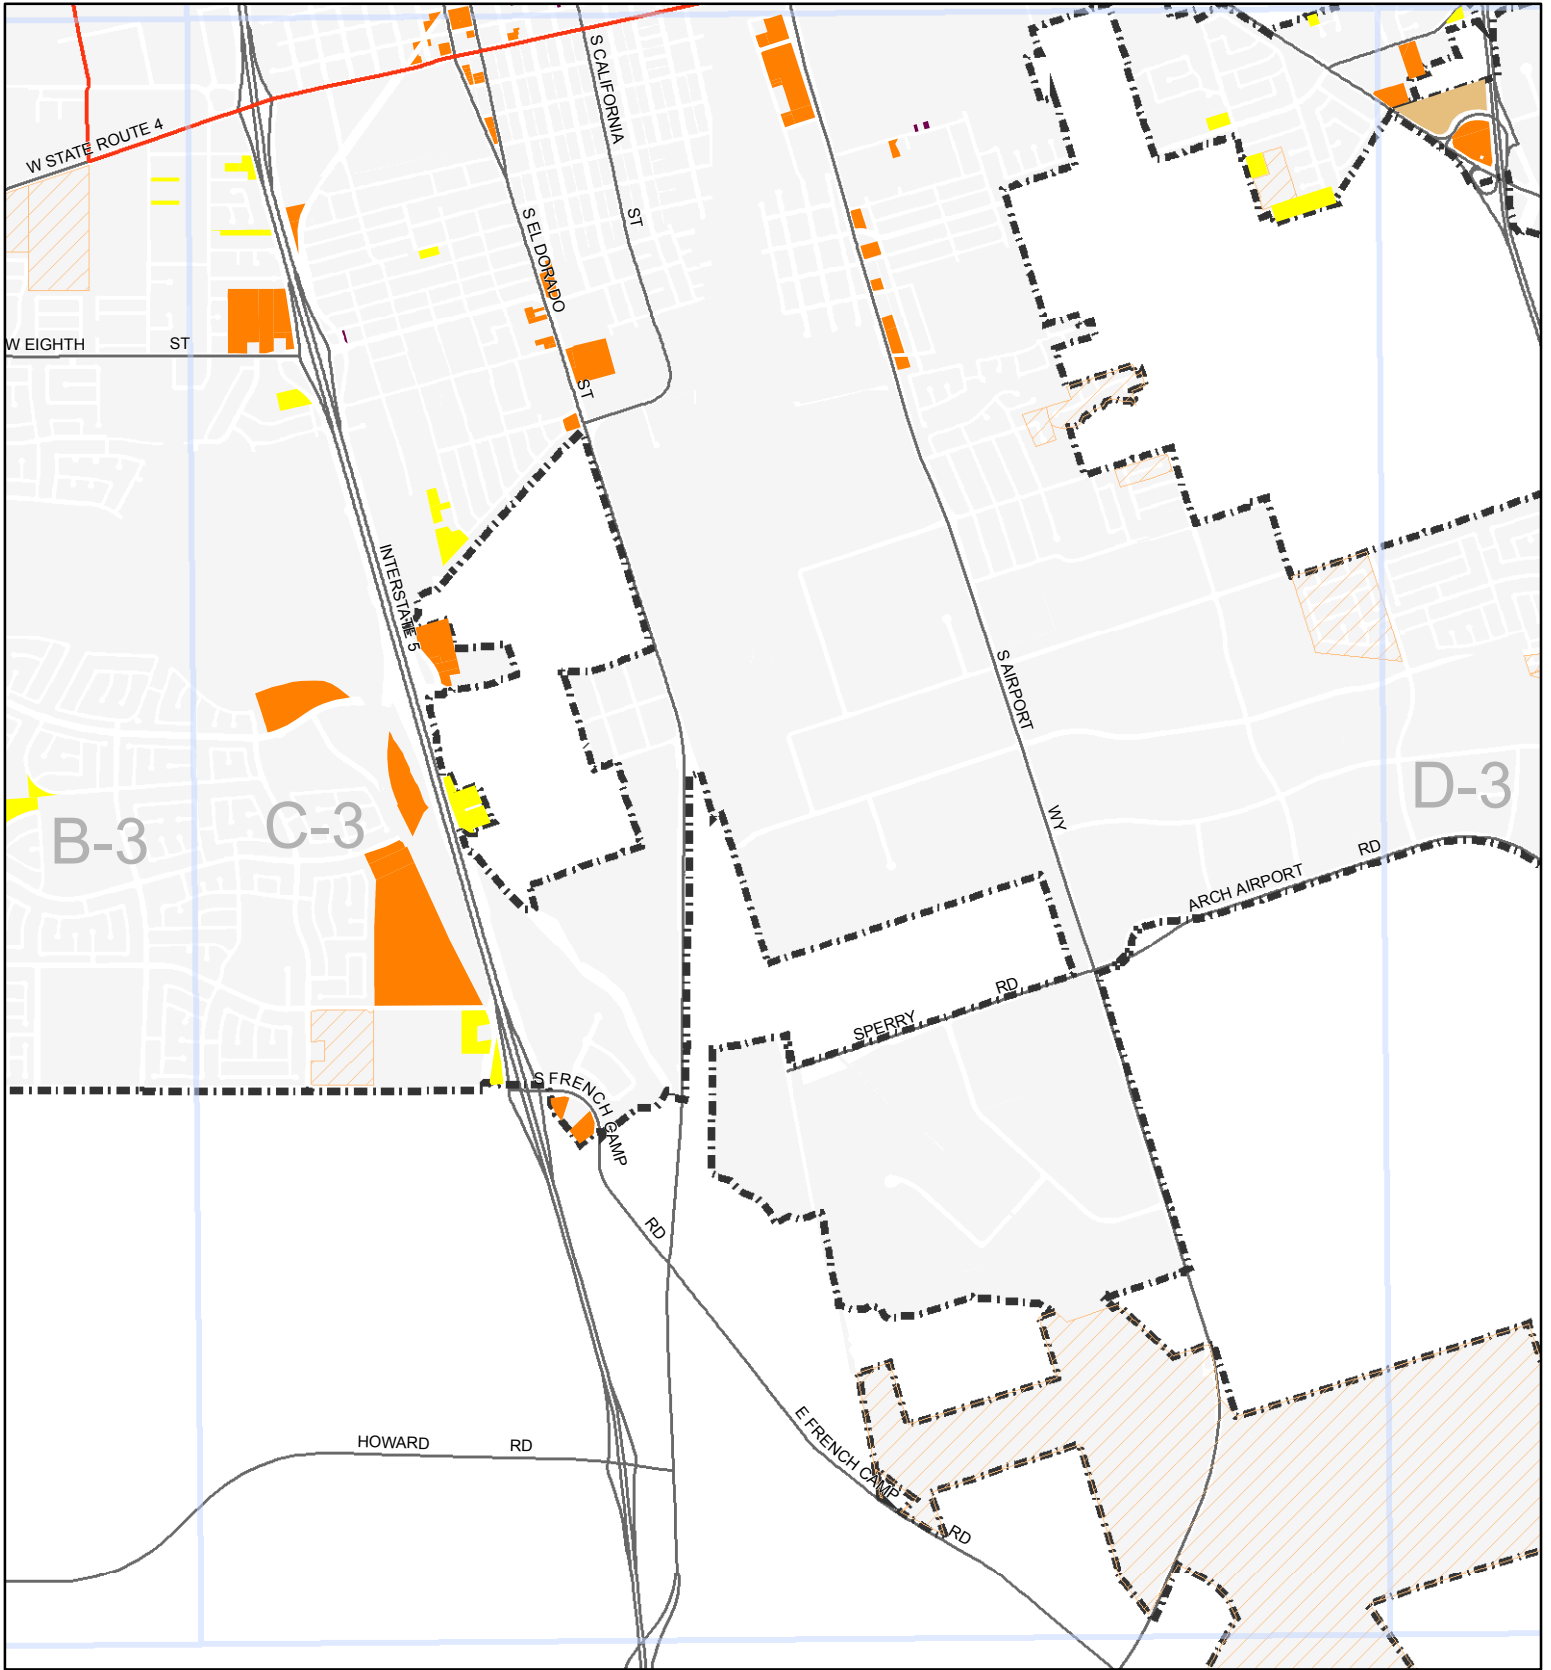 S CALIFORNIA
ST
W STATE ROUTE 4
S EL DORADO
ST
W EIGHTH
ST
INTERSTATE 5
S AIRPORT
WY
B-3
C-3
D-3
ARCH AIRPORT
RD
SPERRY
RD
S FRENCH CAMP
RD
HOWARD
RD
E FRENCH CAMP
RD